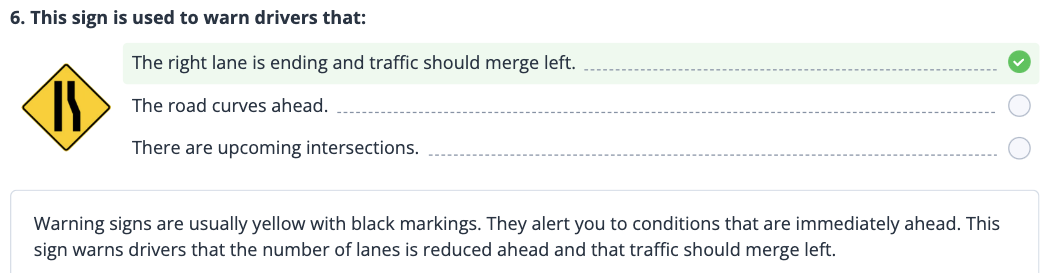 6. This sign is used to warn drivers that:
The right lane is ending and traffic should merge left.
The road curves ahead.
There are upcoming intersections.
Warning signs are usually yellow with black markings. They alert you to conditions that are immediately ahead. This
sign warns drivers that the number of lanes is reduced ahead and that traffic should merge left.